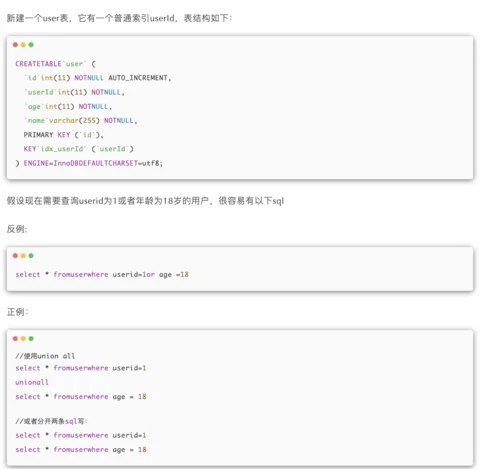 新建一个user表，它有一个普通索引userId，表结构如下：
CREATETABLE`user` (
`id`int(11) NOTNULL AUTO_INCREMENT,
`userId`int(11) NOTNULL,
`age`int(11) NOTNULL,
`name`varchar(255) NOTNULL,
PRIMARY KEY (`id`),
KEY`idx_userId` (`userId`)
) ENGINE=InnoDBDEFAULTCHARSET=utf8;
假设现在需要查询userid为1或者年龄为18岁的用户，很容易有以下sql
反例:
select * fromuserwhere userid=1or age =18
正例：
//使用union all
select * fromuserwhere userid=1
unionall
select * fromuserwhere age = 18
//或者分开两条sql写：
select * fromuserwhere userid=1
select * fromuserwhere age = 18